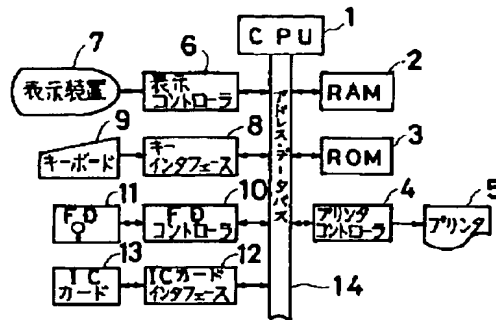 1
CPU
7
表示装置
6
表示
コントローラ
2
RAM
アドレス・データバス
9
キーボード
8
キー
インタフェース
3
ROM
11
FD
10
FD
コントローラ
4
プリンタ
コントローラ
5
プリンタ
13
IC
カード
12
ICカード
インタフェース
14